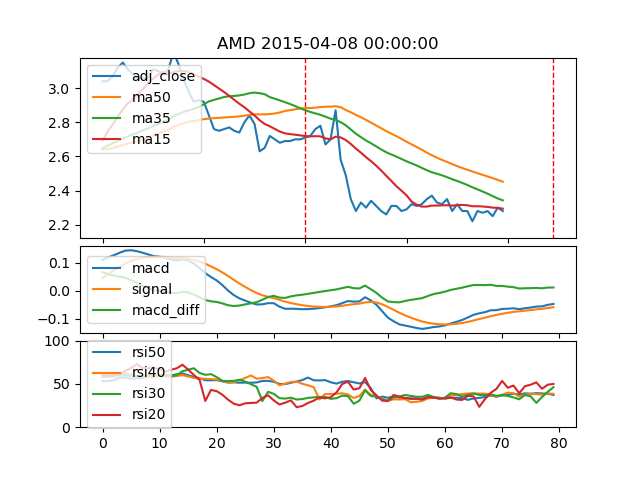 AMD 2015-04-08 00:00:00
3.0
2.8
2.6
2.4
2.2
adj_close
ma50
ma35
ma15
0.1
0.0
−0.1
macd
signal
macd_diff
100
50
0
rsi50
rsi40
rsi30
rsi20
0 10 20 30 40 50 60 70 80